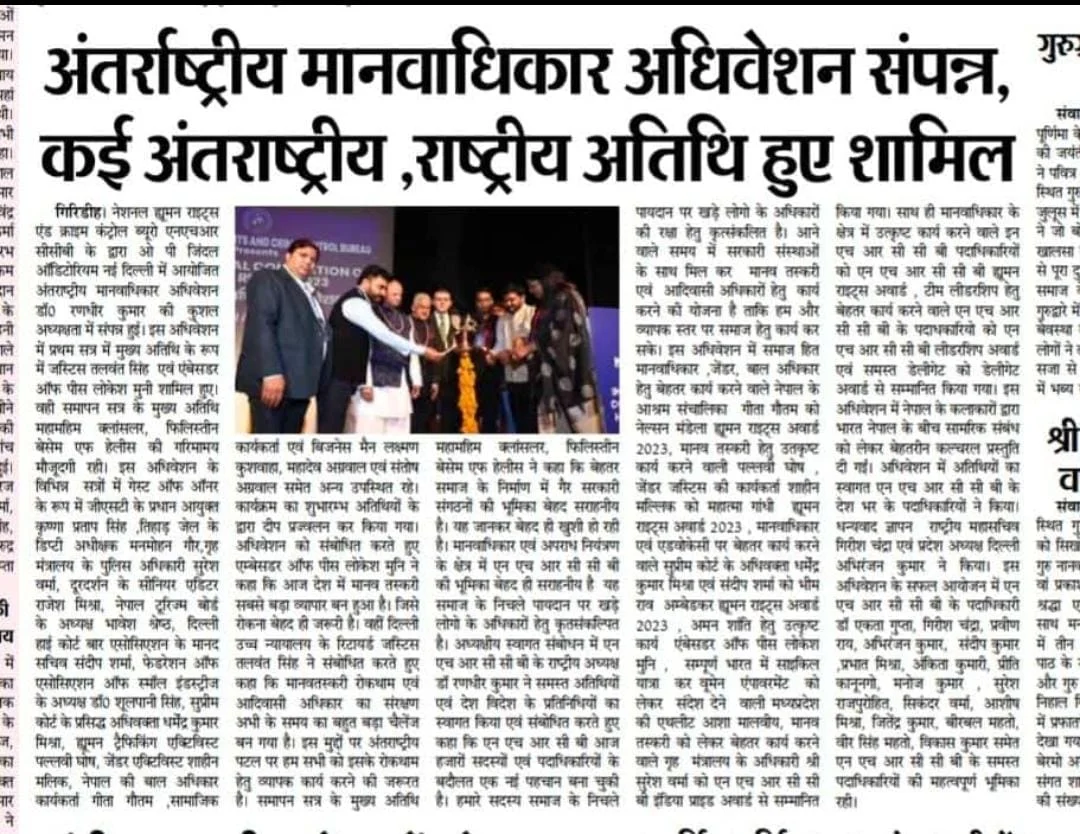 अंतर्राष्ट्रीय मानवाधिकार अधिवेशन संपन्न,
कई अंतराष्ट्रीय ,राष्ट्रीय अतिथि हुए शामिल
गिरिडीह। नेशनल ह्यूमन राइट्स
एंड क्राइम कंट्रोल ब्यूरो एनएचआर
सीसीबी के द्वारा ओ पी जिंदल
ऑडिटोरियम नई दिल्ली में आयोजित
अंतराष्ट्रीय मानवाधिकार अधिवेशन
डॉ0 रणधीर कुमार की कुशल
अध्यक्षता में संपन्न हुई। इस अधिवेशन
में प्रथम सत्र में मुख्य अतिथि के रूप
में जस्टिस तलवंत सिंह एवं एंबेसडर
ऑफ पीस लोकेश मुनी शामिल हुए।
वही समापन सत्र के मुख्य अतिथि
महामहिम क्लांसलर, फिलिस्तीन
बेसेम एफ हेलीस की गरिमामय
मौजूदगी रही। इस अधिवेशन के
विभिन्न सत्रों में गेस्ट ऑफ ऑनर
के रूप में जीएसटी के प्रधान आयुक्त
कृष्णा प्रताप सिंह ,तिहाड़ जेल के
डिप्टी अधीक्षक मनमोहन गौर,गृह
मंत्रालय के पुलिस अधिकारी सुरेश
वर्मा, दूरदर्शन के सीनियर एडिटर
राजेश मिश्रा, नेपाल टूरिज्म बोर्ड
के अध्यक्ष भावेश श्रेष्ठ, दिल्ली
हाई कोर्ट बार एसोसिएशन के मानद
सचिव संदीप शर्मा, फेडरेशन ऑफ
एसोसिएशन ऑफ स्मॉल इंडस्ट्रीज
के अध्यक्ष डॉ0 शूलपानी सिंह, सुप्रीम
कोर्ट के प्रसिद्ध अधिवक्ता धर्मेंद्र कुमार
मिश्रा, ह्यूमन ट्रैफिकिंग एक्टिविस्ट
पल्लवी घोष, जेंडर एक्टिविस्ट शाहीन
मलिक, नेपाल की बाल अधिकार
कार्यकर्ता गीता गौतम ,सामाजिक
TS AND CRIME CONTROL BUREAU
Presents
2023
कार्यकर्ता एवं बिजनेस मैन लक्ष्मण
कुशवाहा, महादेव अग्रवाल एवं संतोष
अग्रवाल समेत अन्य उपस्थित रहे।
कार्यक्रम का शुभारम्भ अतिथियों के
द्वारा दीप प्रज्वलन कर किया गया।
अधिवेशन को संबोधित करते हुए
एम्बेसडर ऑफ पीस लोकेश मुनि ने
कहा कि आज देश में मानव तस्करी
सबसे बड़ा व्यापार बन हुआ है। जिसे
रोकना बेहद ही जरूरी है। वहीं दिल्ली
उच्च न्यायालय के रिटायर्ड जस्टिस
तलवंत सिंह ने संबोधित करते हुए
कहा कि मानवतस्करी रोकथाम एवं
आदिवासी अधिकार का संरक्षण
अभी के समय का बहुत बड़ा चैलेंज
बन गया है। इस मुद्दों पर अंतराष्ट्रीय
पटल पर हम सभी को इसके रोकथाम
हेतु व्यापक कार्य करने की जरूरत
है। समापन सत्र के मुख्य अतिथि
महामहिम क्लांसलर, फिलिस्तीन
बेसेम एफ हेलीस ने कहा कि बेहतर
समाज के निर्माण में गैर सरकारी
संगठनों की भूमिका बेहद सराहनीय
है। यह जानकर बेहद ही खुशी हो रही
है। मानवाधिकार एवं अपराध नियंत्रण
के क्षेत्र में एन एच आर सी सी बी
की भूमिका बेहद ही सराहनीय है यह
समाज के निचले पायदान पर खड़े
लोगो के अधिकारों हेतु कृतसंकल्पित
है। अध्यक्षीय स्वागत संबोधन में एन
एच आर सी सी बी के राष्ट्रीय अध्यक्ष
डॉ रणधीर कुमार ने समस्त अतिथियों
एवं देश विदेश के प्रतिनिधियों का
स्वागत किया एवं संबोधित करते हुए
कहा कि एन एच आर सी बी आज
हजारों सदस्यों एवं पदाधिकारियों के
बदौलत एक नई पहचान बना चुकी
है। हमारे सदस्य समाज के निचले
पायदान पर खड़े लोगो के अधिकारों
की रक्षा हेतु कृत्संकलित है। आने
वाले समय में सरकारी संस्थाओं
के साथ मिल कर मानव तस्करी
एवं आदिवासी अधिकारों हेतु कार्य
करने की योजना है ताकि हम और
व्यापक स्तर पर समाज हेतु कार्य कर
सके। इस अधिवेशन में समाज हित
मानवाधिकार ,जेंडर, बाल अधिकार
हेतु बेहतर कार्य करने वाले नेपाल के
आश्रम संचालिका गीता गौतम को
नेल्सन मंडेला ह्यूमन राइट्स अवार्ड
2023, मानव तस्करी हेतु उत्कृष्ट
कार्य करने वाली पल्लवी घोष ,
जेंडर जस्टिस की कार्यकर्ता शाहीन
मल्लिक को महात्मा गांधी ह्यूमन
राइट्स अवार्ड 2023 , मानवाधिकार
एवं एडवोकेसी पर बेहतर कार्य करने
वाले सुप्रीम कोर्ट के अधिवक्ता धर्मेंद्र
कुमार मिश्रा एवं संदीप शर्मा को भीम
राव अम्बेडकर ह्यूमन राइट्स अवार्ड
2023 , अमन शांति हेतु उत्कृष्ट
कार्य एंबेसडर ऑफ पीस लोकेश
मुनि , सम्पूर्ण भारत में साइकिल
यात्रा कर वूमेन एंपावरमेंट को
लेकर संदेश देने वाली मध्यप्रदेश
की एथलीट आशा मालवीय, मानव
तस्करी को लेकर बेहतर कार्य करने
वाले गृह मंत्रालय के अधिकारी श्री
सुरेश वर्मा को एन एच आर सी सी
बी इंडिया प्राइड अवार्ड से सम्मानित
किया गया। साथ ही मानवाधिकार के
क्षेत्र में उत्कृष्ट कार्य करने वाले इन
एच आर सी सी बी पदाधिकारियों
को एन एच आर सी सी बी ह्यूमन
राइट्स अवार्ड , टीम लीडरशिप हेतु
बेहतर कार्य करने वाले एन एच आर
सी सी बी के पदाधिकारियों को एन
एच आर सी सी बी लीडरशिप अवार्ड
एवं समस्त डेलीगेट को डेलीगेट
अवार्ड से सम्मानित किया गया। इस
अधिवेशन में नेपाल के कलाकारों द्वारा
भारत नेपाल के बीच सामरिक संबंध
को लेकर बेहतरीन कल्चरल प्रस्तुति
दी गई। अधिवेशन में अतिथियों का
स्वागत एन एच आर सी सी बी के
देश भर के पदाधिकारियों ने किया।
धन्यवाद ज्ञापन राष्ट्रीय महासचिव
गिरीश चंद्रा एवं प्रदेश अध्यक्ष दिल्ली
अभिरंजन कुमार ने किया। इस
अधिवेशन के सफल आयोजन में एन
एच आर सी सी बी के पदाधिकारी
डॉ एकता गुप्ता, गिरीश चंद्रा, प्रवीण
राय, अभिरंजन कुमार, संदीप कुमार
,प्रभात मिश्रा, अंकिता कुमारी, प्रीति
कानूनगो, मनोज कुमार , सुरेश
राजपुरोहित, सिकंदर वर्मा, आशीष
मिश्रा, जितेंद्र कुमार, बीरबल महतो,
वीर सिंह महतो, विकास कुमार समेत
एन एच आर सी सी बी के समस्त
पदाधिकारियों की महत्वपूर्ण भूमिका
रही।